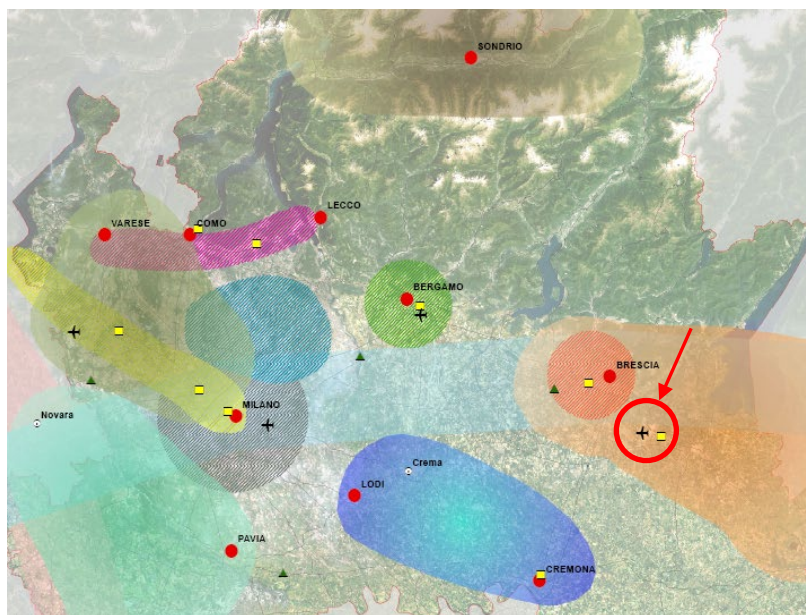 SONDRIO
LECCO
VARESE
COMO
BERGAMO
BRESCIA
MILANO
Novara
Crema
LODI
PAVIA
CREMONA